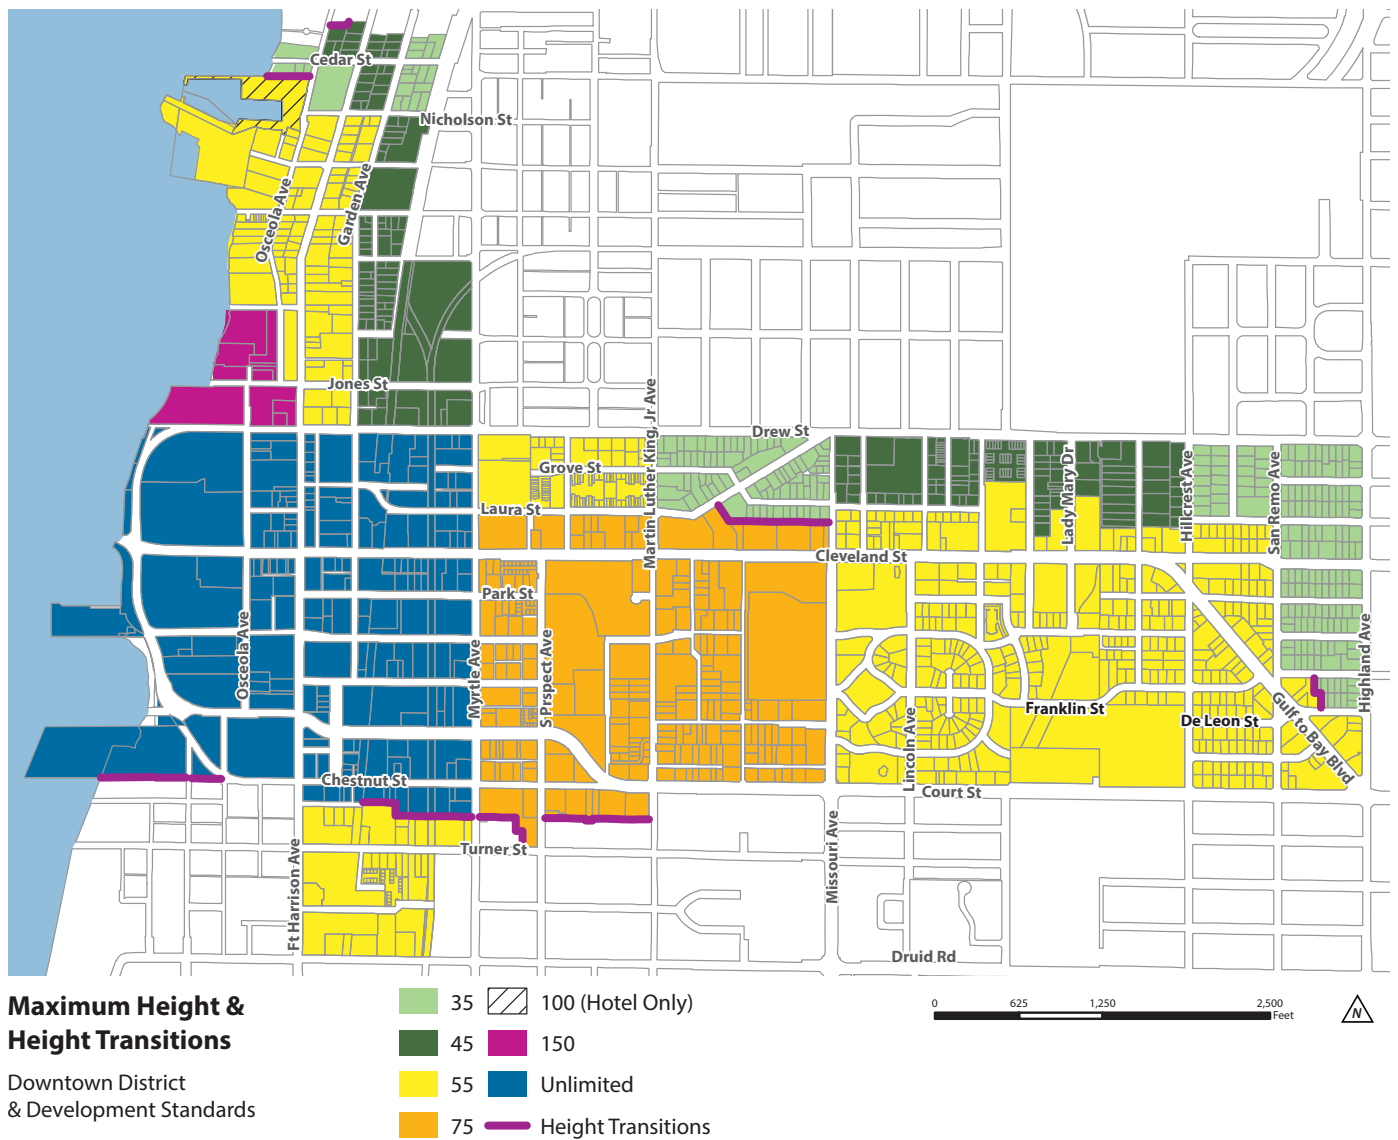 Cedar St
Nicholson St
Osceola Ave
Garden Ave
Jones St
Martin Luther King, Jr Ave
Drew St
Grove St
Laura St
Lady Mary Dr
Hillcrest Ave
San Remo Ave
Cleveland St
Park St
Osceola Ave
Myrtle Ave
S Prspect Ave
Highland Ave
Lincoln Ave
Franklin St
De Leon St
Gulf to Bay Blvd
Chestnut St
Court St
Ft Harrison Ave
Turner St
Missouri Ave
Druid Rd
Maximum Height &
Height Transitions
Downtown District
& Development Standards
35
100 (Hotel Only)
45
150
55
Unlimited
75
Height Transitions
0 625 1,250 2,500
Feet
N